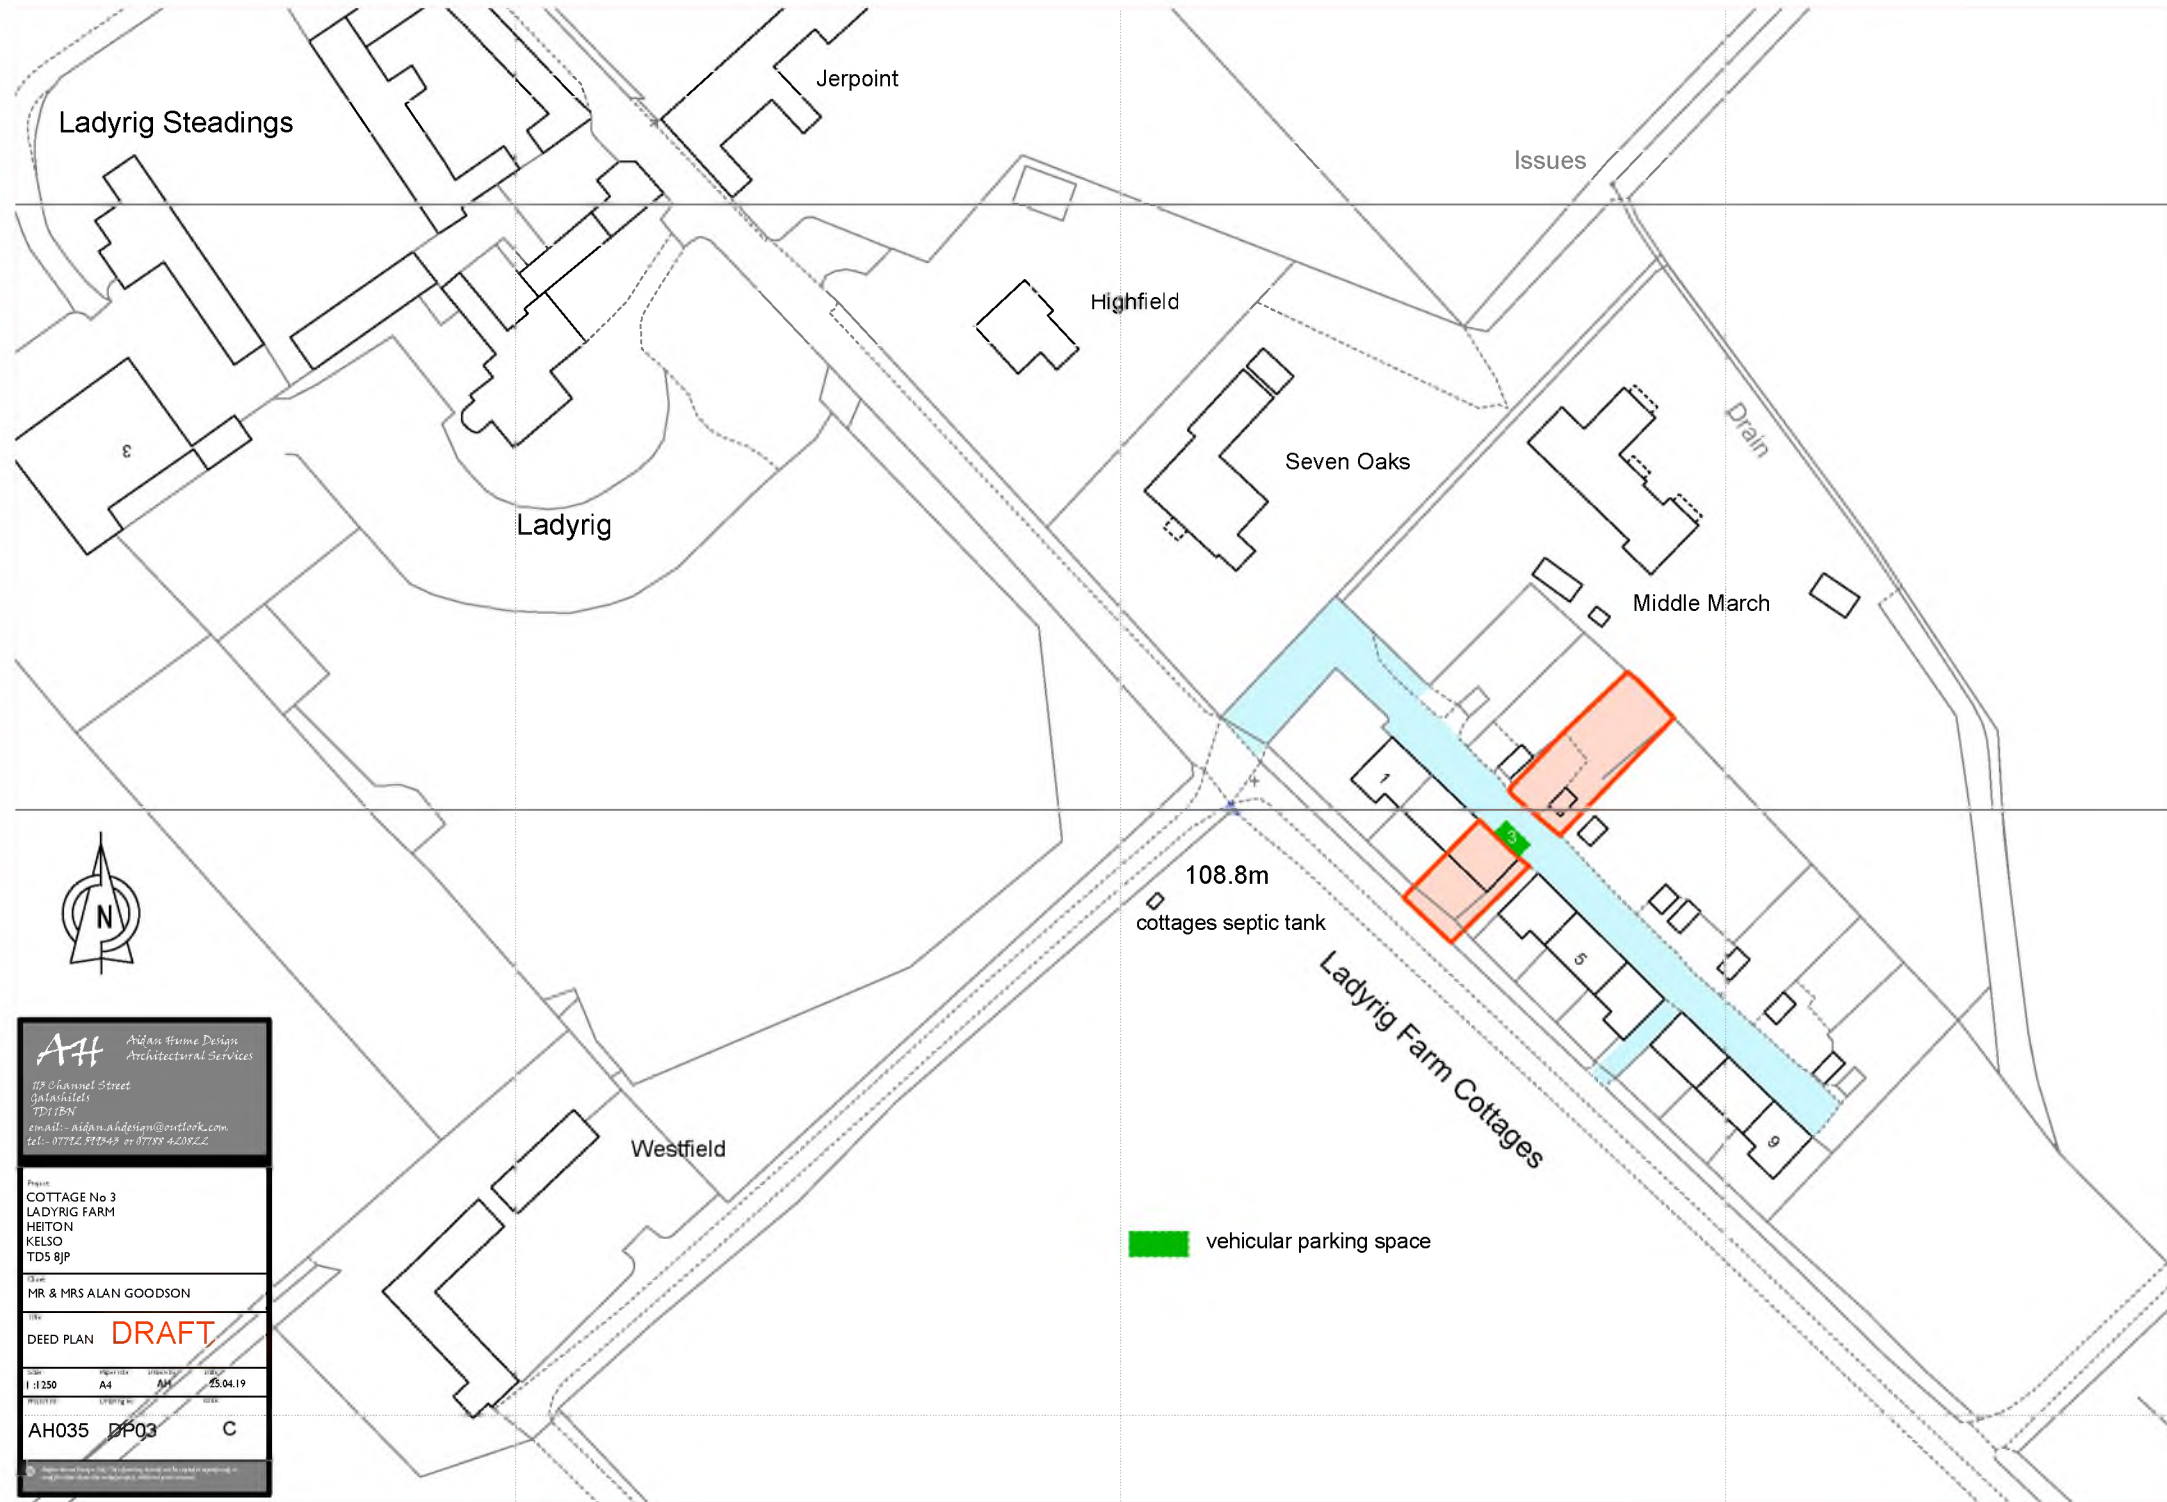 Jerpoint
Ladyrig Steadings
Issues
Highfield
Drain
3
Seven Oaks
Ladyrig
Middle March
1
3
108.8m
cottages septic tank
5
Ladyrig Farm Cottages
9
Westfield
vehicular parking space
N
AH
Aidan Hume Design
Architectural Services
113 Channel Street
Galashilels
TD1 1BN
email:- aidan.ahdesign@outlook.com
COTTAGE No 3
LADYRIG FARM
HEITON
KELSO
TD5 8JP
MR & MRS ALAN GOODSON
DEED PLAN DRAFT
1 :1250 A4 AH 25.04.19
AH035 DP03 C